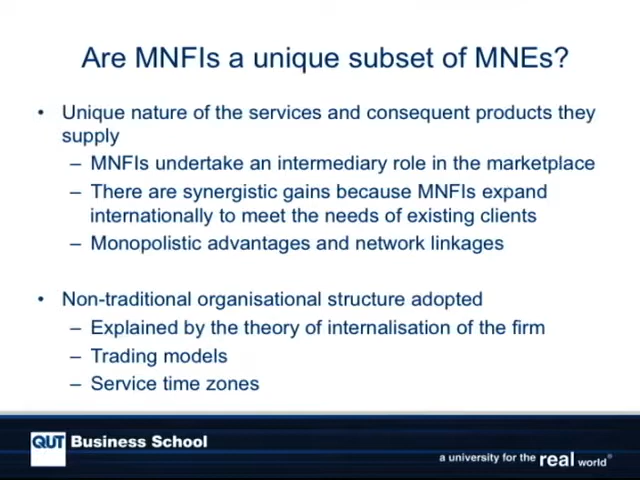 Are MNFIs a unique subset of MNEs?
• Unique nature of the services and consequent products they
supply
– MNFIs undertake an intermediary role in the marketplace
– There are synergistic gains because MNFIs expand
internationally to meet the needs of existing clients
– Monopolistic advantages and network linkages
• Non-traditional organisational structure adopted
– Explained by the theory of internalisation of the firm
– Trading models
– Service time zones
QUT Business School
a university for the real world®